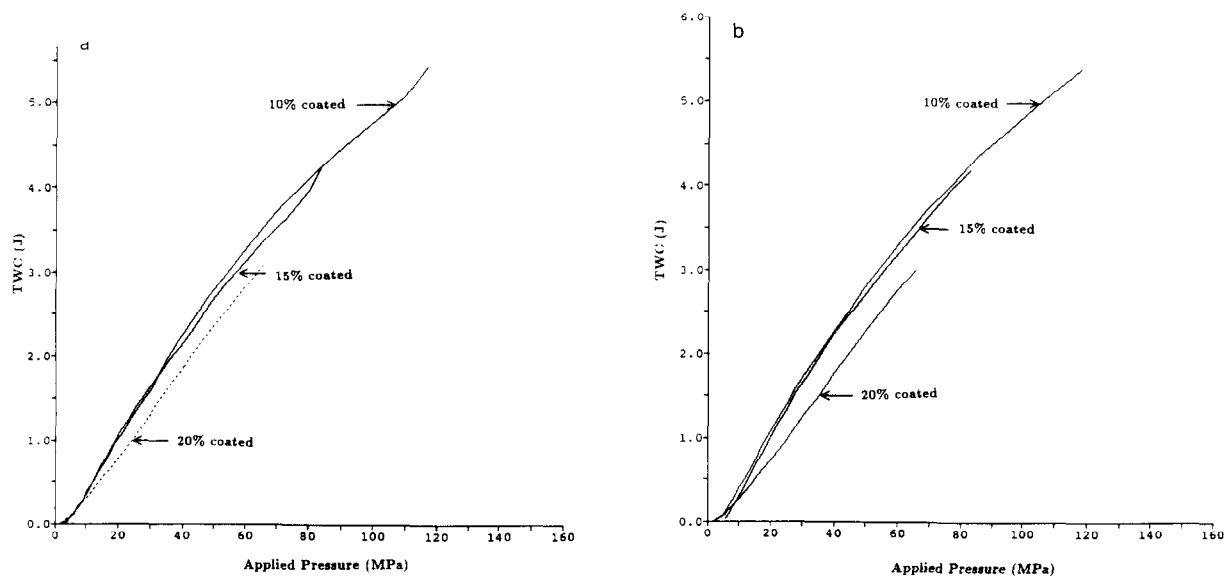 a
5.0
4.0
3.0
2.0
1.0
0.0
TWC (J)
10% coated
15% coated
20% coated
0 20 40 60 80 100 120 140 160
Applied Pressure (MPa)
b
6.0
5.0
4.0
3.0
2.0
1.0
0.0
TWC (J)
10% coated
15% coated
20% coated
0 20 40 60 80 100 120 140 160
Applied Pressure (MPa)